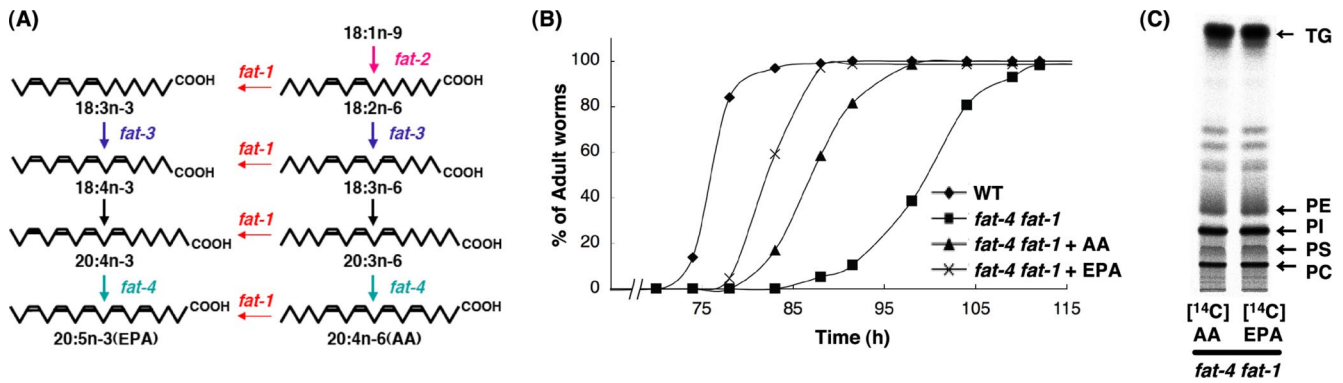 (A)
18:1n-9
fat-2
COOH
fat-1
COOH
18:3n-3
18:2n-6
fat-3
fat-3
fat-1
COOH
COOH
18:4n-3
18:3n-6
fat-1
COOH
COOH
20:4n-3
20:3n-6
fat-4
fat-4
fat-1
COOH
COOH
20:5n-3(EPA)
20:4n-6(AA)
(B)
% of Adult worms
100
80
60
40
20
0
75
85
95
105
115
Time (h)
WT
fat-4 fat-1
fat-4 fat-1 + AA
fat-4 fat-1 + EPA
(C)
TG
PE
PI
PS
PC
[14C] [14C]
AA EPA
fat-4 fat-1